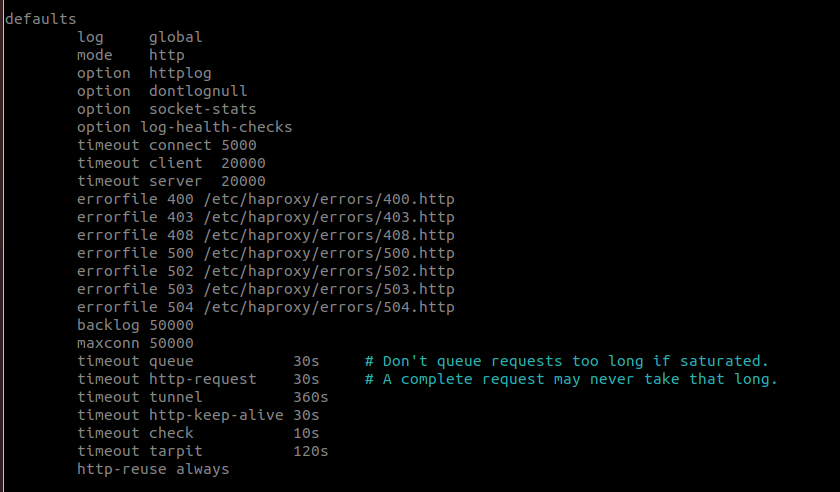 defaults
        log     global
        mode    http
        option  httplog
        option  dontlognull
        option  socket-stats
        option log-health-checks
        timeout connect 5000
        timeout client  20000
        timeout server  20000
        errorfile 400 /etc/haproxy/errors/400.http
        errorfile 403 /etc/haproxy/errors/403.http
        errorfile 408 /etc/haproxy/errors/408.http
        errorfile 500 /etc/haproxy/errors/500.http
        errorfile 502 /etc/haproxy/errors/502.http
        errorfile 503 /etc/haproxy/errors/503.http
        errorfile 504 /etc/haproxy/errors/504.http
        backlog 50000
        maxconn 50000
        timeout queue           30s     # Don't queue requests too long if saturated.
        timeout http-request    30s     # A complete request may never take that long.
        timeout tunnel          360s
        timeout http-keep-alive 30s
        timeout check           10s
        timeout tarpit          120s
        http-reuse always